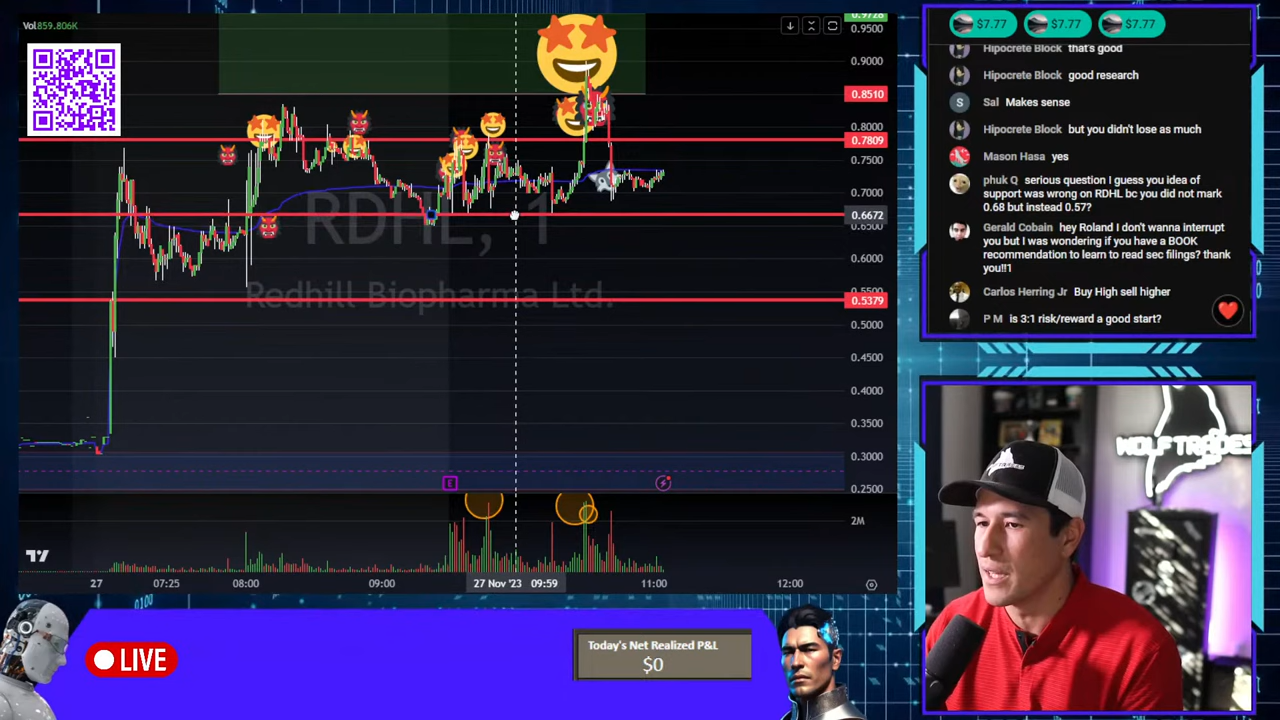 Vol859.806K
0.9728
0.9500
0.9000
0.8510
0.8000
0.7809
0.7500
0.7000
0.6672
0.6500
0.6000
0.5500
0.5379
0.5000
0.4500
0.4000
0.3500
0.3000
0.2500
2M
RDHL, 1
Redhill Biopharma Ltd.
E
27
07:25
08:00
09:00
27 Nov '23 09:59
11:00
12:00
$7.77
$7.77
$7.77
Hipocrete Block that's good
Hipocrete Block good research
S Sal Makes sense
Hipocrete Block but you didn't lose as much
Mason Hasa yes
phuk Q serious question I guess you idea of
support was wrong on RDHL bc you did not mark
0.68 but instead 0.57?
Gerald Cobain hey Roland I don't wanna interrupt
you but I was wondering if you have a BOOK
recommendation to learn to read sec filings? thank
you!!1
Carlos Herring Jr Buy High sell higher
P M is 3:1 risk/reward a good start?
WOLFTRADES
LIVE
Today's Net Realized P&L
$0